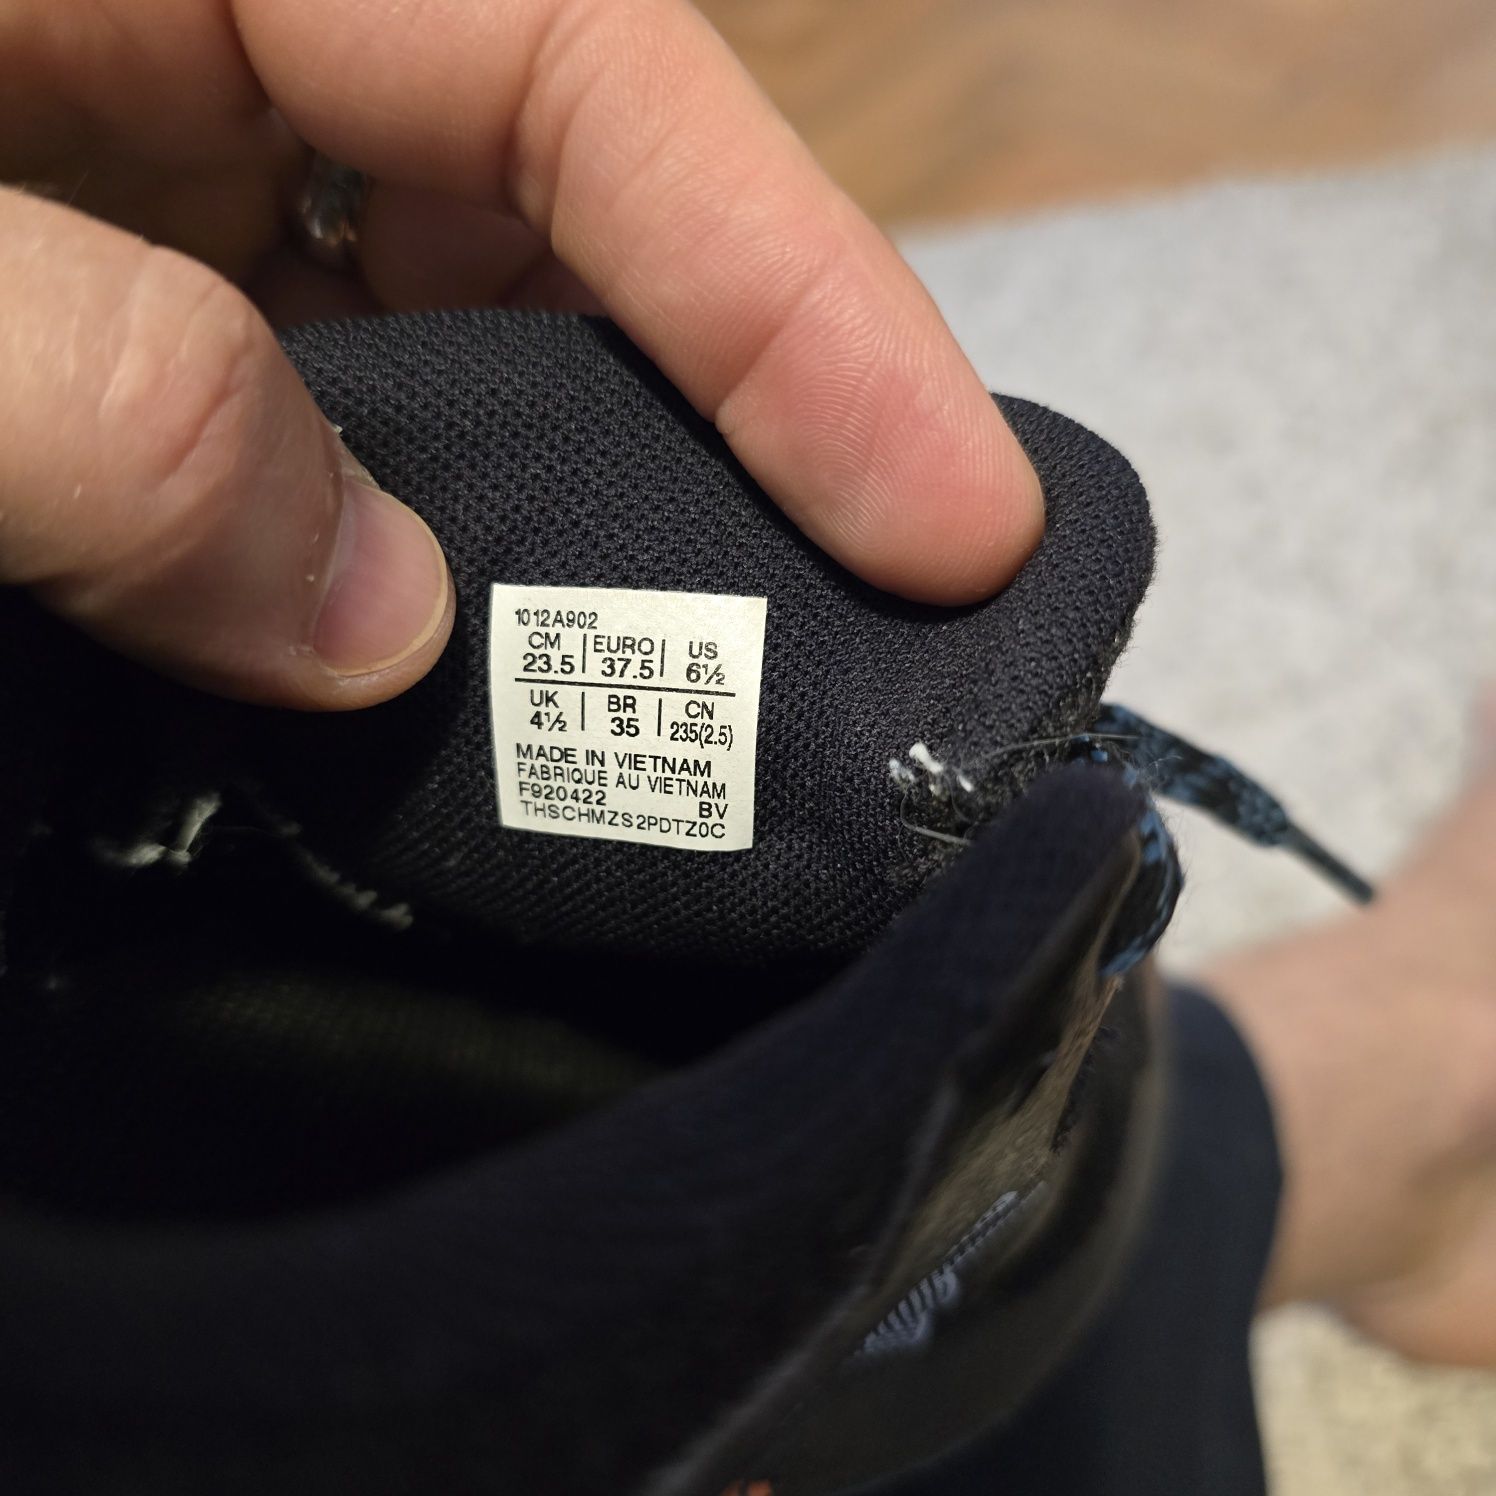 1012A902
CM | EURO | US
23.5 | 37.5 | 6½
UK | BR | CN
4½ | 35 | 235(2.5)
MADE IN VIETNAM
FABRIQUE AU VIETNAM
F920422 BV
THSCHMZS2PDTZ0C